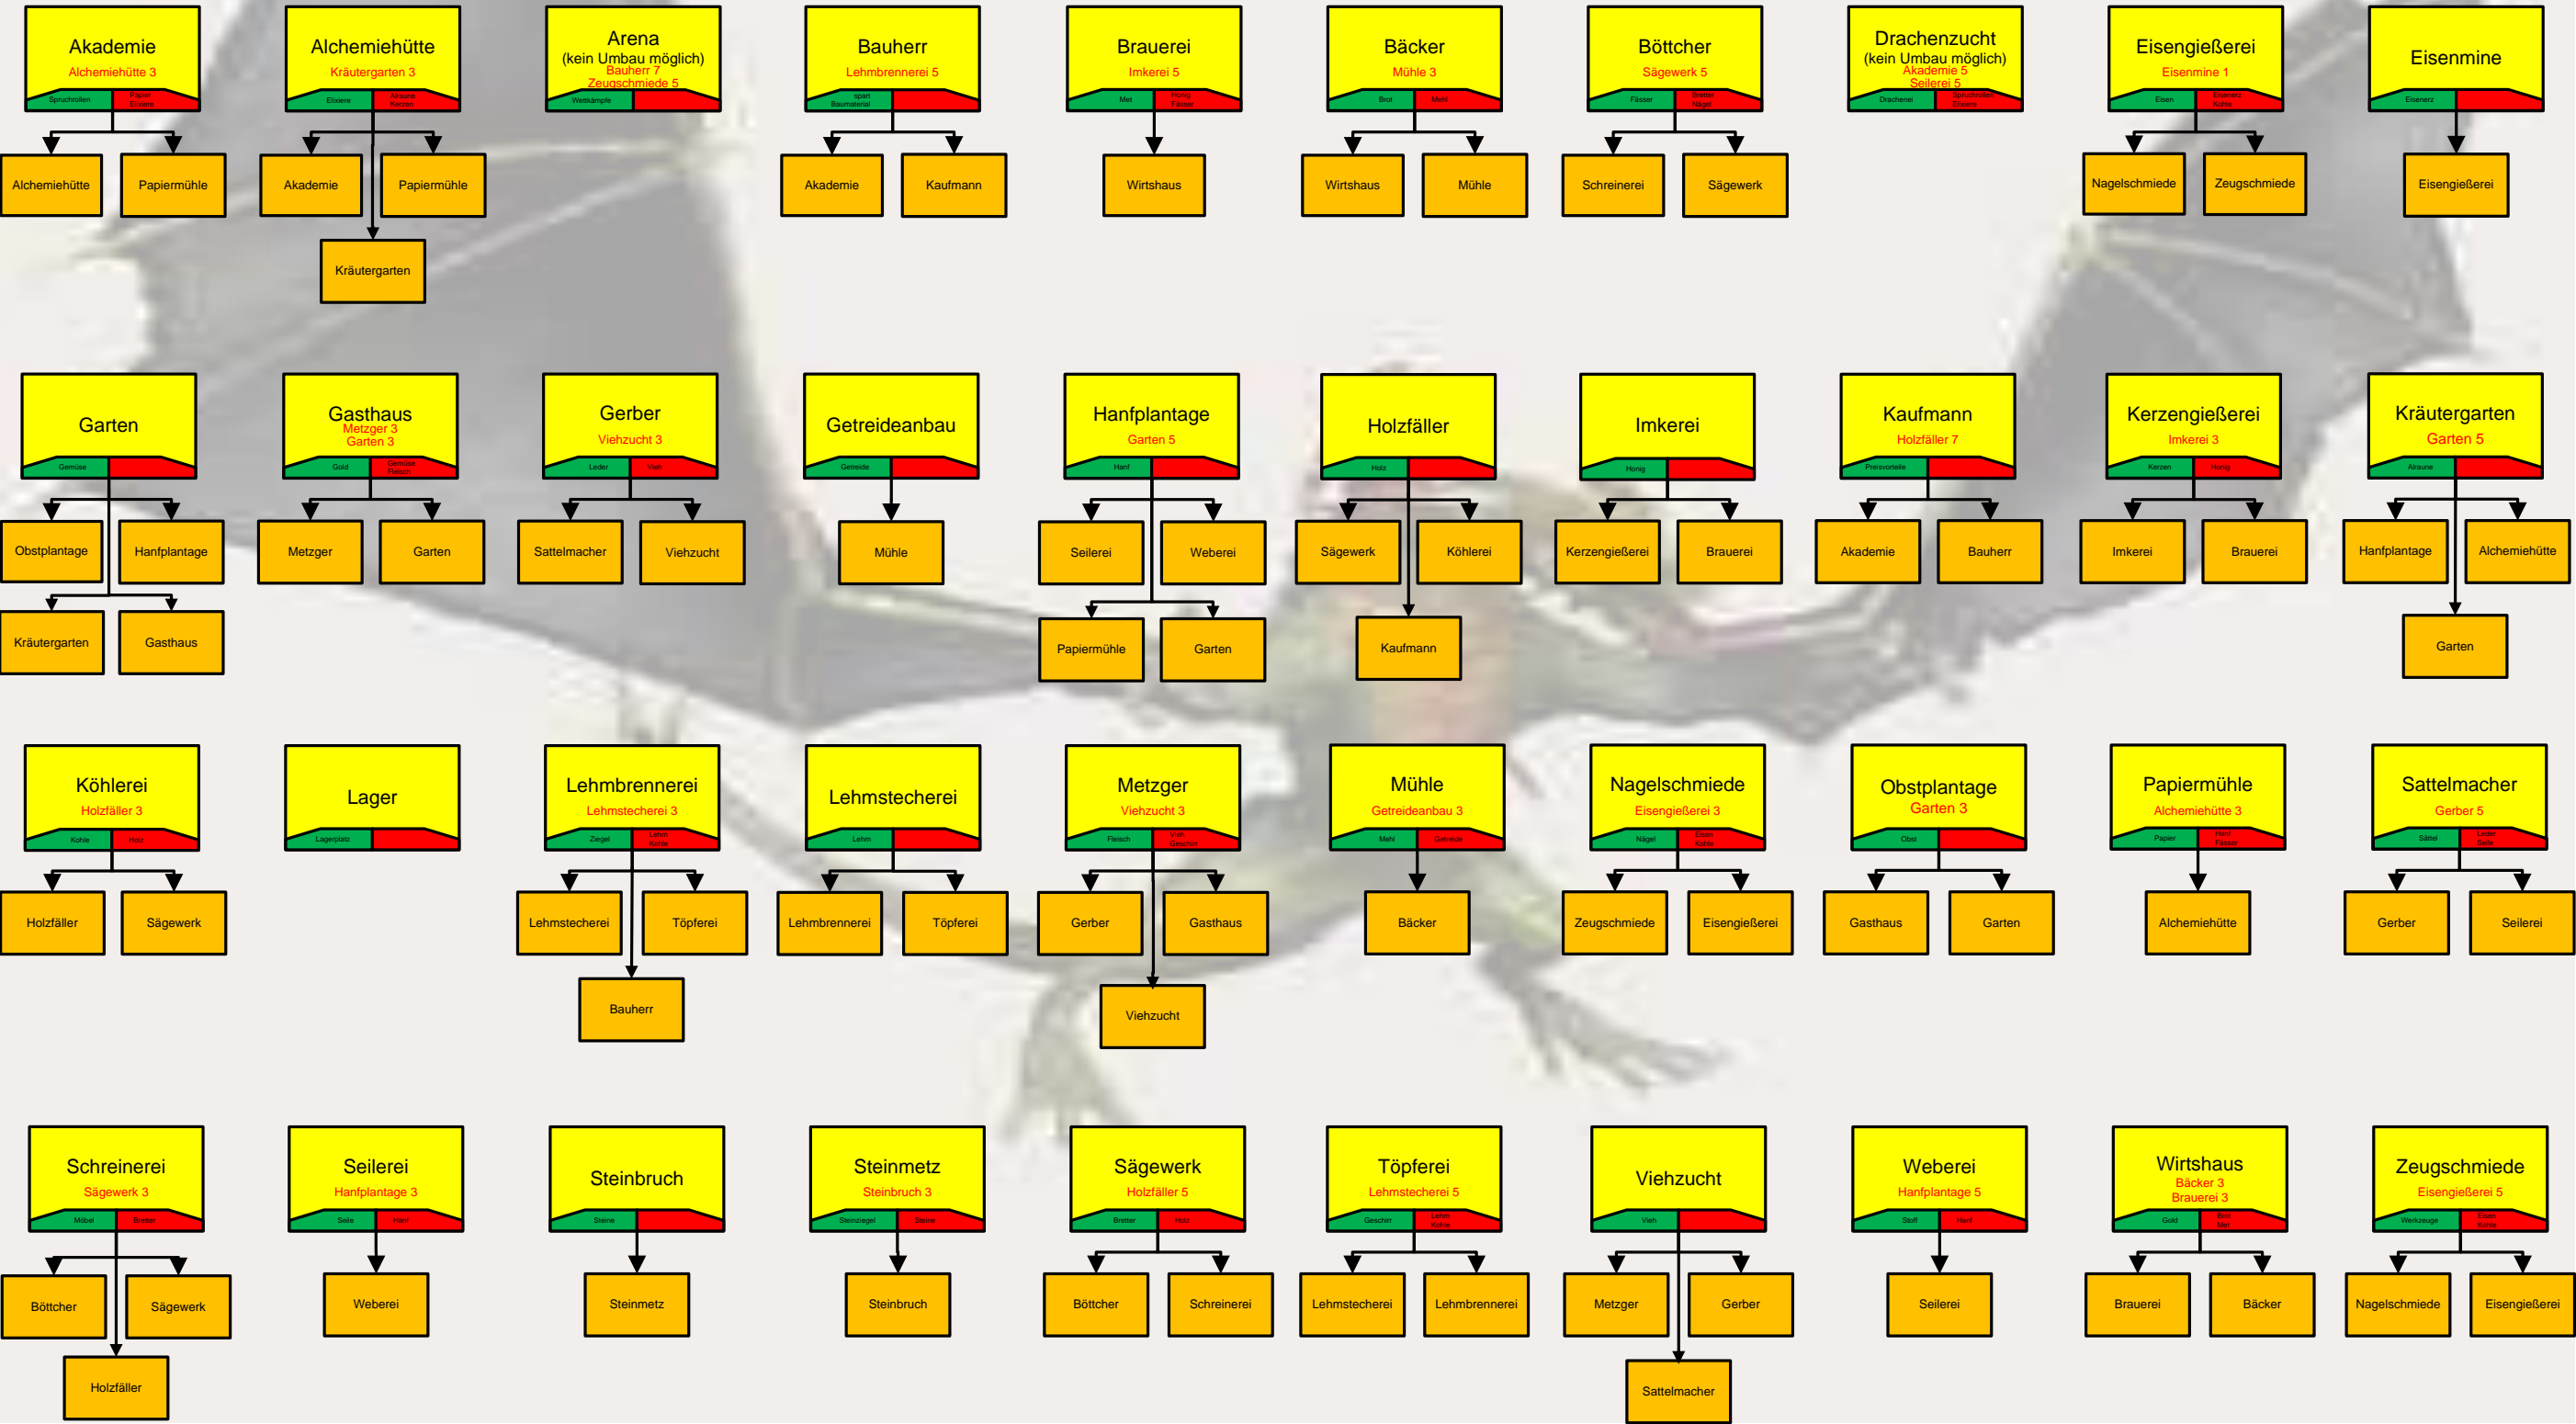 Akademie
Alchemiehütte 3
Spruchrollen
Papier
Elixiere
Alchemiehütte
Papiermühle
Alchemiehütte
Kräutergarten 3
Elixiere
Alraune
Kerzen
Akademie
Papiermühle
Kräutergarten
Arena
(kein Umbau möglich)
Bauherr 7
Zeugschmiede 5
Wettkämpfe
Bauherr
Lehmbrennerei 5
spart
Baumaterial
Akademie
Kaufmann
Brauerei
Imkerei 5
Met
Honig
Fässer
Wirtshaus
Bäcker
Mühle 3
Brot
Mehl
Wirtshaus
Mühle
Böttcher
Sägewerk 5
Fässer
Bretter
Nägel
Schreinerei
Sägewerk
Drachenzucht
(kein Umbau möglich)
Akademie 5
Seilerei 5
Drachenei
Spruchrollen
Elixiere
Eisengießerei
Eisenmine 1
Eisen
Eisenerz
Kohle
Nagelschmiede
Zeugschmiede
Eisenmine
Eisenerz
Eisengießerei
Garten
Gemüse
Obstplantage
Hanfplantage
Kräutergarten
Gasthaus
Gasthaus
Metzger 3
Garten 3
Gold
Gemüse
Fleisch
Metzger
Garten
Gerber
Viehzucht 3
Leder
Vieh
Sattelmacher
Viehzucht
Getreideanbau
Getreide
Mühle
Hanfplantage
Garten 5
Hanf
Seilerei
Weberei
Papiermühle
Garten
Holzfäller
Holz
Sägewerk
Köhlerei
Kaufmann
Imkerei
Honig
Kerzengießerei
Brauerei
Kaufmann
Holzfäller 7
Preisvorteile
Akademie
Bauherr
Kerzengießerei
Imkerei 3
Kerzen
Honig
Imkerei
Brauerei
Kräutergarten
Garten 5
Alraune
Hanfplantage
Alchemiehütte
Garten
Köhlerei
Holzfäller 3
Kohle
Holz
Holzfäller
Sägewerk
Lager
Lagerplatz
Lehmbrennerei
Lehmstecherei 3
Ziegel
Lehm
Kohle
Lehmstecherei
Töpferei
Bauherr
Lehmstecherei
Lehm
Lehmbrennerei
Töpferei
Metzger
Viehzucht 3
Fleisch
Vieh
Geschirr
Gerber
Gasthaus
Viehzucht
Mühle
Getreideanbau 3
Mehl
Getreide
Bäcker
Nagelschmiede
Eisengießerei 3
Nägel
Eisen
Kohle
Zeugschmiede
Eisengießerei
Obstplantage
Garten 3
Obst
Gasthaus
Garten
Papiermühle
Alchemiehütte 3
Papier
Hanf
Fässer
Alchemiehütte
Sattelmacher
Gerber 5
Sättel
Leder
Seile
Gerber
Seilerei
Schreinerei
Sägewerk 3
Möbel
Bretter
Böttcher
Sägewerk
Holzfäller
Seilerei
Hanfplantage 3
Seile
Hanf
Weberei
Steinbruch
Steine
Steinmetz
Steinmetz
Steinbruch 3
Steinziegel
Steine
Steinbruch
Sägewerk
Holzfäller 5
Bretter
Holz
Böttcher
Schreinerei
Töpferei
Lehmstecherei 5
Geschirr
Lehm
Kohle
Lehmstecherei
Lehmbrennerei
Viehzucht
Vieh
Metzger
Gerber
Sattelmacher
Weberei
Hanfplantage 5
Stoff
Hanf
Seilerei
Wirtshaus
Bäcker 3
Brauerei 3
Gold
Brot
Met
Brauerei
Bäcker
Zeugschmiede
Eisengießerei 5
Werkzeuge
Eisen
Kohle
Nagelschmiede
Eisengießerei